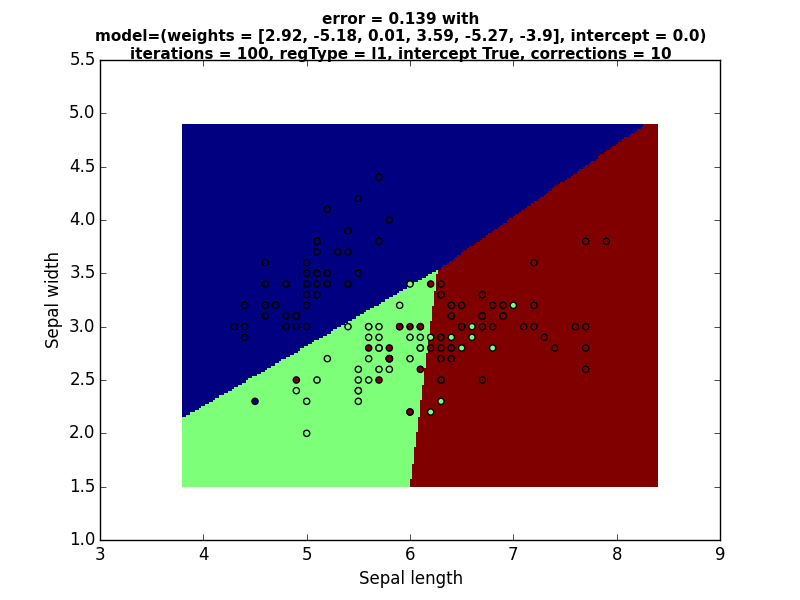 error = 0.139 with
model=(weights = [2.92, -5.18, 0.01, 3.59, -5.27, -3.9], intercept = 0.0)
iterations = 100, regType = l1, intercept True, corrections = 10
5.5
5.0
4.5
4.0
3.5
3.0
2.5
2.0
1.5
1.0
Sepal width
3 4 5 6 7 8 9
Sepal length